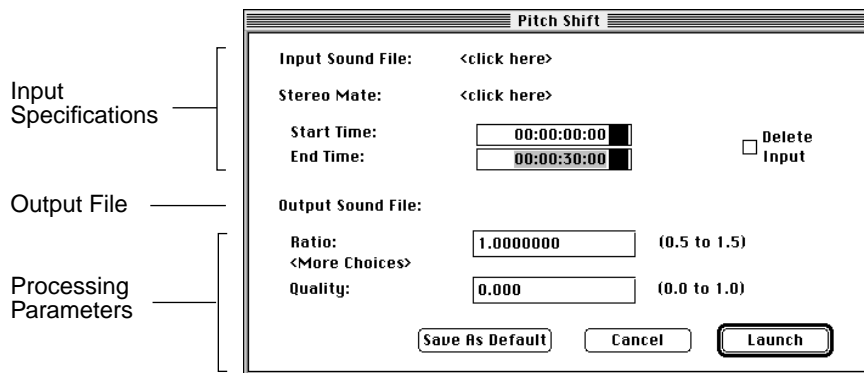 Pitch Shift
Input Specifications
Input Sound File: <click here>
Stereo Mate: <click here>
Start Time: 00:00:00:00
End Time: 00:00:30:00
Delete Input
Output File
Output Sound File:
Processing Parameters
Ratio: 1.0000000 (0.5 to 1.5)
<More Choices>
Quality: 0.000 (0.0 to 1.0)
Save As Default Cancel Launch